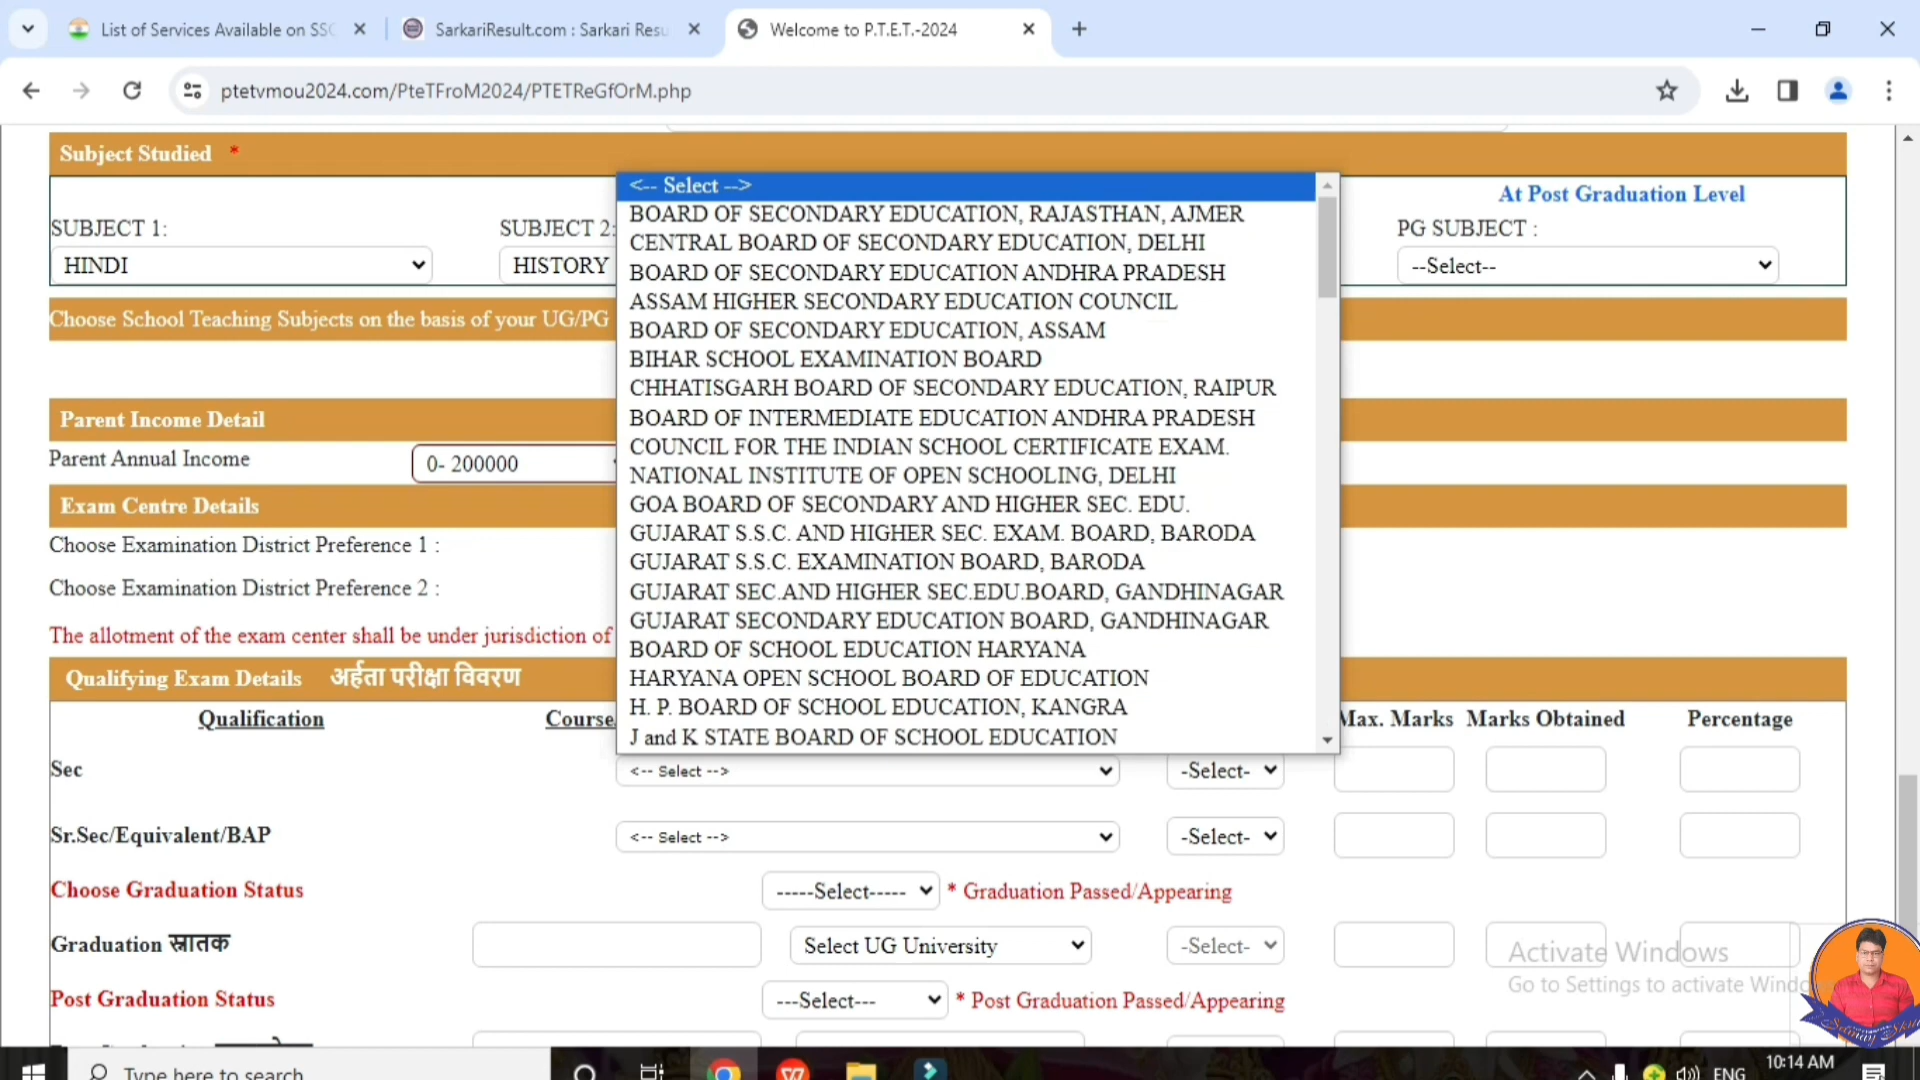 List of Services Available on SSO
SarkariResult.com : Sarkari Resu
Welcome to P.T.E.T.-2024
ptetvmou2024.com/PteTFroM2024/PTETReGfOrM.php
Subject Studied *
At Post Graduation Level
SUBJECT 1:
SUBJECT 2:
PG SUBJECT :
HINDI
HISTORY
--Select--
Choose School Teaching Subjects on the basis of your UG/PG
Parent Income Detail
Parent Annual Income
0- 200000
Exam Centre Details
Choose Examination District Preference 1 :
Choose Examination District Preference 2 :
The allotment of the exam center shall be under jurisdiction of
<-- Select -->
BOARD OF SECONDARY EDUCATION, RAJASTHAN, AJMER
CENTRAL BOARD OF SECONDARY EDUCATION, DELHI
BOARD OF SECONDARY EDUCATION ANDHRA PRADESH
ASSAM HIGHER SECONDARY EDUCATION COUNCIL
BOARD OF SECONDARY EDUCATION, ASSAM
BIHAR SCHOOL EXAMINATION BOARD
CHHATISGARH BOARD OF SECONDARY EDUCATION, RAIPUR
BOARD OF INTERMEDIATE EDUCATION ANDHRA PRADESH
COUNCIL FOR THE INDIAN SCHOOL CERTIFICATE EXAM.
NATIONAL INSTITUTE OF OPEN SCHOOLING, DELHI
GOA BOARD OF SECONDARY AND HIGHER SEC. EDU.
GUJARAT S.S.C. AND HIGHER SEC. EXAM. BOARD, BARODA
GUJARAT S.S.C. EXAMINATION BOARD, BARODA
GUJARAT SEC.AND HIGHER SEC.EDU.BOARD, GANDHINAGAR
GUJARAT SECONDARY EDUCATION BOARD, GANDHINAGAR
BOARD OF SCHOOL EDUCATION HARYANA
HARYANA OPEN SCHOOL BOARD OF EDUCATION
H. P. BOARD OF SCHOOL EDUCATION, KANGRA
J and K STATE BOARD OF SCHOOL EDUCATION
Qualifying Exam Details अर्हता परीक्षा विवरण
Qualification Course Max. Marks Marks Obtained Percentage
Sec <-- Select --> -Select-
Sr.Sec/Equivalent/BAP <-- Select --> -Select-
Choose Graduation Status -----Select----- * Graduation Passed/Appearing
Graduation स्नातक Select UG University -Select-
Activate Windows
Go to Settings to activate Windo
Post Graduation Status ---Select--- * Post Graduation Passed/Appearing
Type here to search
ENG
10:14 AM